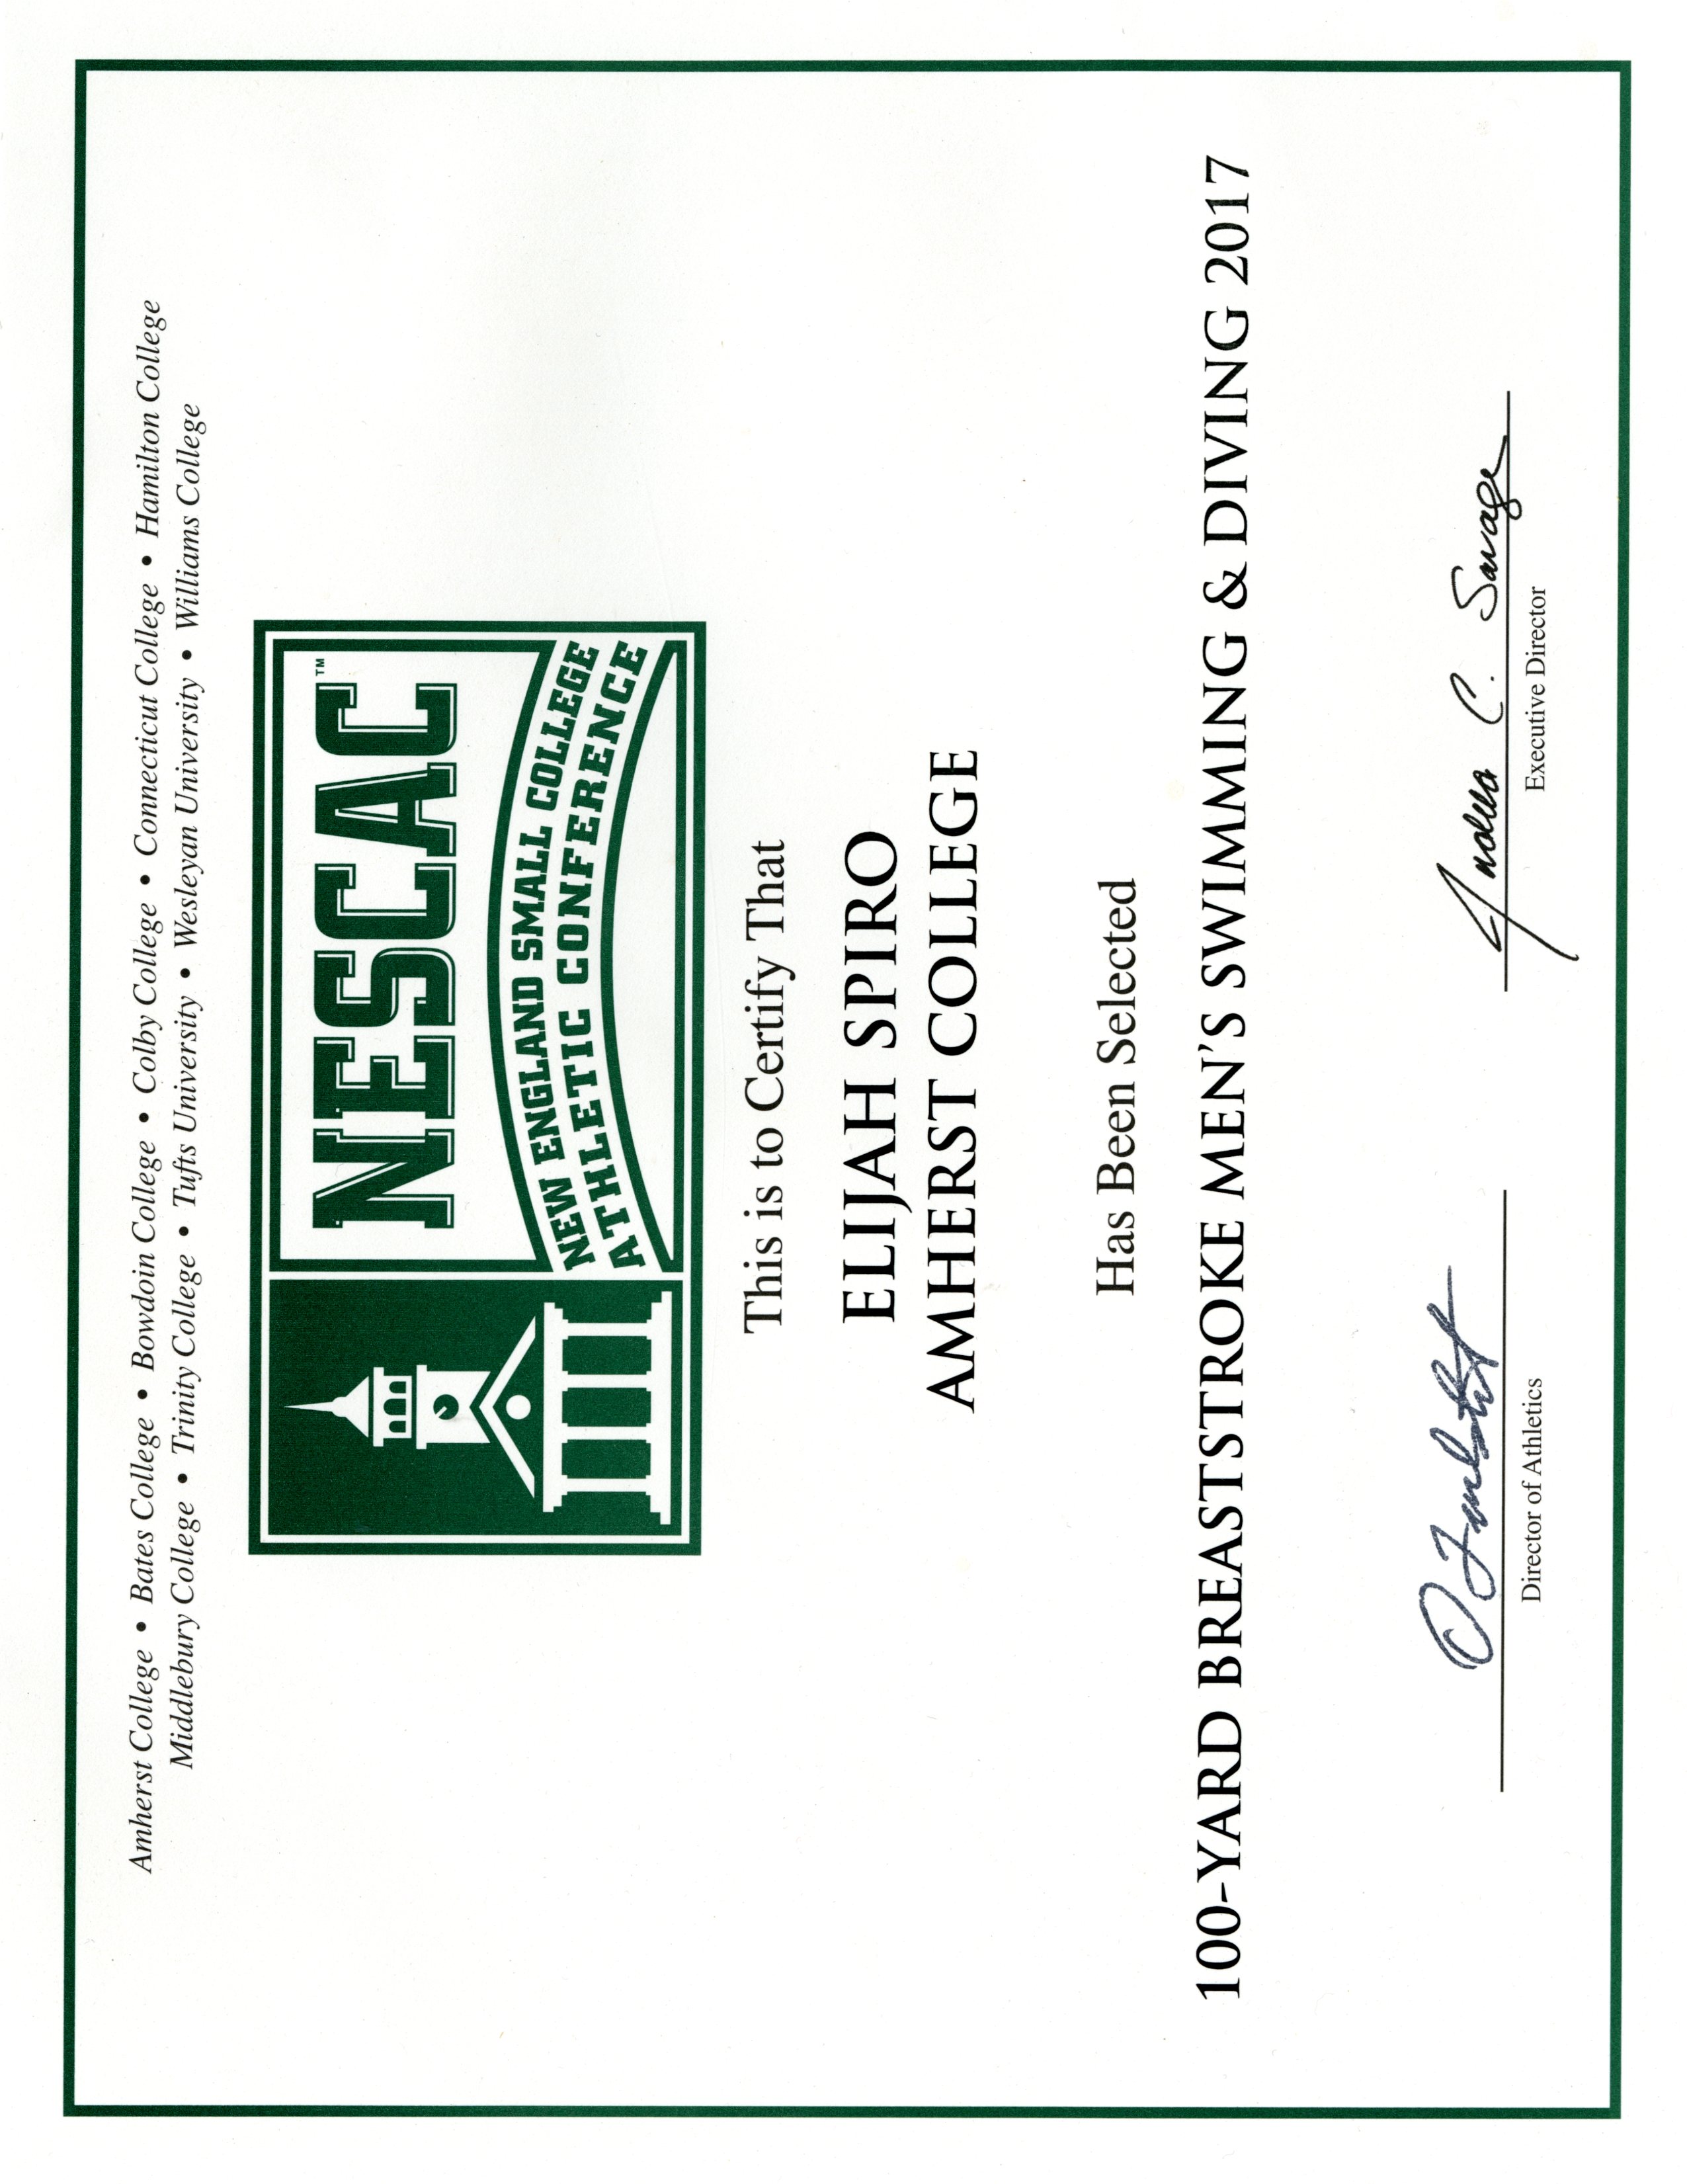 Amherst College • Bates College • Bowdoin College • Colby College • Connecticut College • Hamilton College
Middlebury College • Trinity College • Tufts University • Wesleyan University • Williams College
NESCAC™
NEW ENGLAND SMALL COLLEGE
ATHLETIC CONFERENCE
This is to Certify That
ELIJAH SPIRO
AMHERST COLLEGE
Has Been Selected
100-YARD BREASTSTROKE MEN'S SWIMMING & DIVING 2017
C. Savage
Director of Athletics
Executive Director